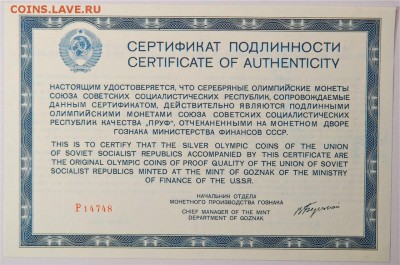 COINS.LAVE.RU
СЕРТИФИКАТ ПОДЛИННОСТИ
CERTIFICATE OF AUTHENTICITY
НАСТОЯЩИМ УДОСТОВЕРЯЕТСЯ, ЧТО СЕРЕБРЯНЫЕ ОЛИМПИЙСКИЕ МОНЕТЫ
СОЮЗА СОВЕТСКИХ СОЦИАЛИСТИЧЕСКИХ РЕСПУБЛИК, СОПРОВОЖДАЕМЫЕ
ДАННЫМ СЕРТИФИКАТОМ, ДЕЙСТВИТЕЛЬНО ЯВЛЯЮТСЯ ПОДЛИННЫМИ
ОЛИМПИЙСКИМИ МОНЕТАМИ СОЮЗА СОВЕТСКИХ СОЦИАЛИСТИЧЕСКИХ
РЕСПУБЛИК КАЧЕСТВА „ПРУФ“, ОТЧЕКАНЕННЫМИ НА МОНЕТНОМ ДВОРЕ
ГОЗНАКА МИНИСТЕРСТВА ФИНАНСОВ СССР.
THIS IS TO CERTIFY THAT THE SILVER OLYMPIC COINS OF THE UNION
OF SOVIET SOCIALIST REPUBLICS ACCOMPANIED BY THIS CERTIFICATE ARE
THE ORIGINAL OLYMPIC COINS OF PROOF QUALITY OF THE UNION OF SOVIET
SOCIALIST REPUBLICS MINTED AT THE MINT OF GOZNAK OF THE MINISTRY
OF FINANCE OF THE U.S.S.R.
НАЧАЛЬНИК ОТДЕЛА
МОНЕТНОГО ПРОИЗВОДСТВА ГОЗНАКА
P14748
CHIEF MANAGER OF THE MINT
DEPARTMENT OF GOZNAK